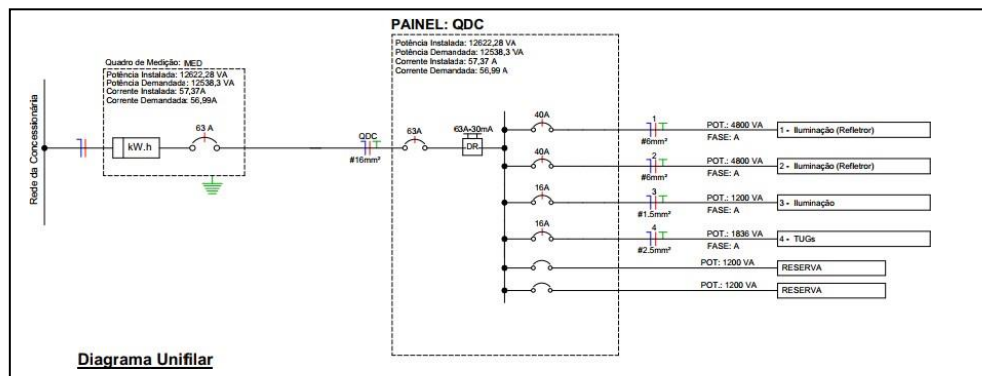 PAINEL: QDC
Potência Instalada: 12622,28 VA
Potência Demandada: 12538,3 VA
Corrente Instalada: 57,37 A
Corrente Demandada: 56,99 A
Quadro de Medição: MED
Potência Instalada: 12622,28 VA
Potência Demandada: 12538,3 VA
Corrente Instalada: 57,37A
Corrente Demandada: 56,99A
Rede da Concessionária
kW.h
63 A
QDC
#16mm²
63A
63A-30mA
DR
40A
1
#6mm²
POT.: 4800 VA
FASE: A
1 - Iluminação (Refletror)
40A
2
#6mm²
POT.: 4800 VA
FASE: A
2 - Iluminação (Refletror)
16A
3
#1.5mm²
POT.: 1200 VA
FASE: A
3 - Iluminação
16A
4
#2.5mm²
POT.: 1836 VA
FASE: A
4 - TUGs
POT: 1200 VA
RESERVA
POT.: 1200 VA
RESERVA
Diagrama Unifilar